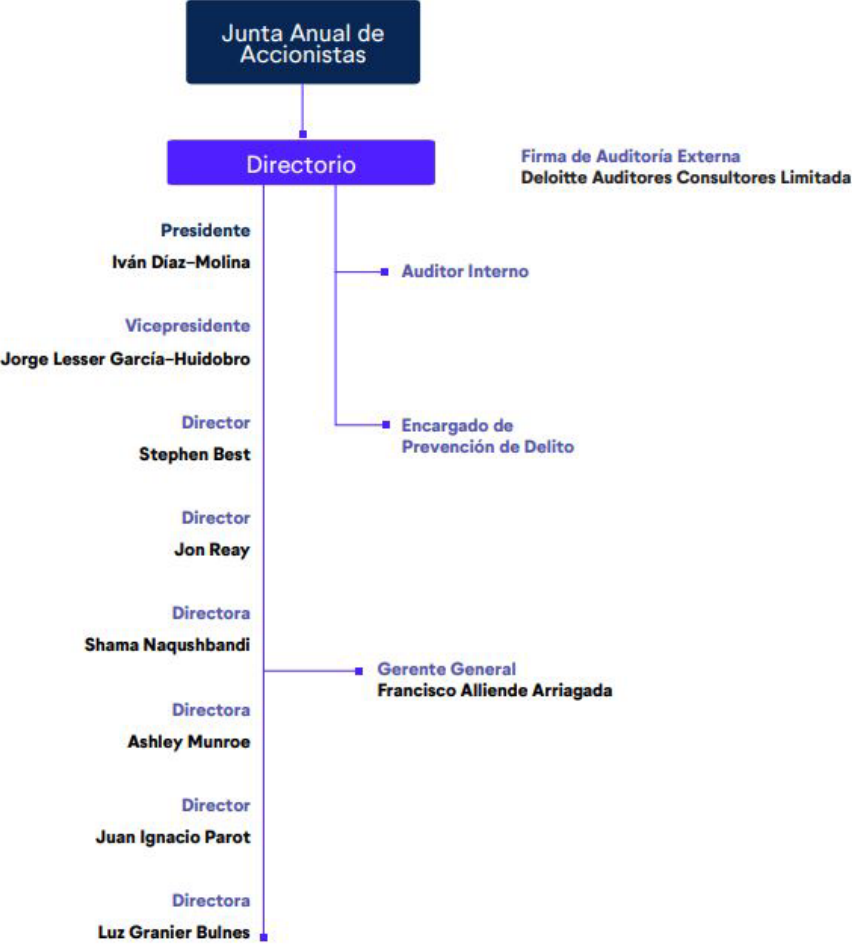 Junta Anual de
Accionistas
Directorio
Firma de Auditoría Externa
Deloitte Auditores Consultores Limitada
Presidente
Iván Díaz–Molina
Auditor Interno
Vicepresidente
Jorge Lesser García–Huidobro
Director
Stephen Best
Encargado de
Prevención de Delito
Director
Jon Reay
Directora
Shama Naqushbandi
Gerente General
Francisco Alliende Arriagada
Directora
Ashley Munroe
Director
Juan Ignacio Parot
Directora
Luz Granier Bulnes